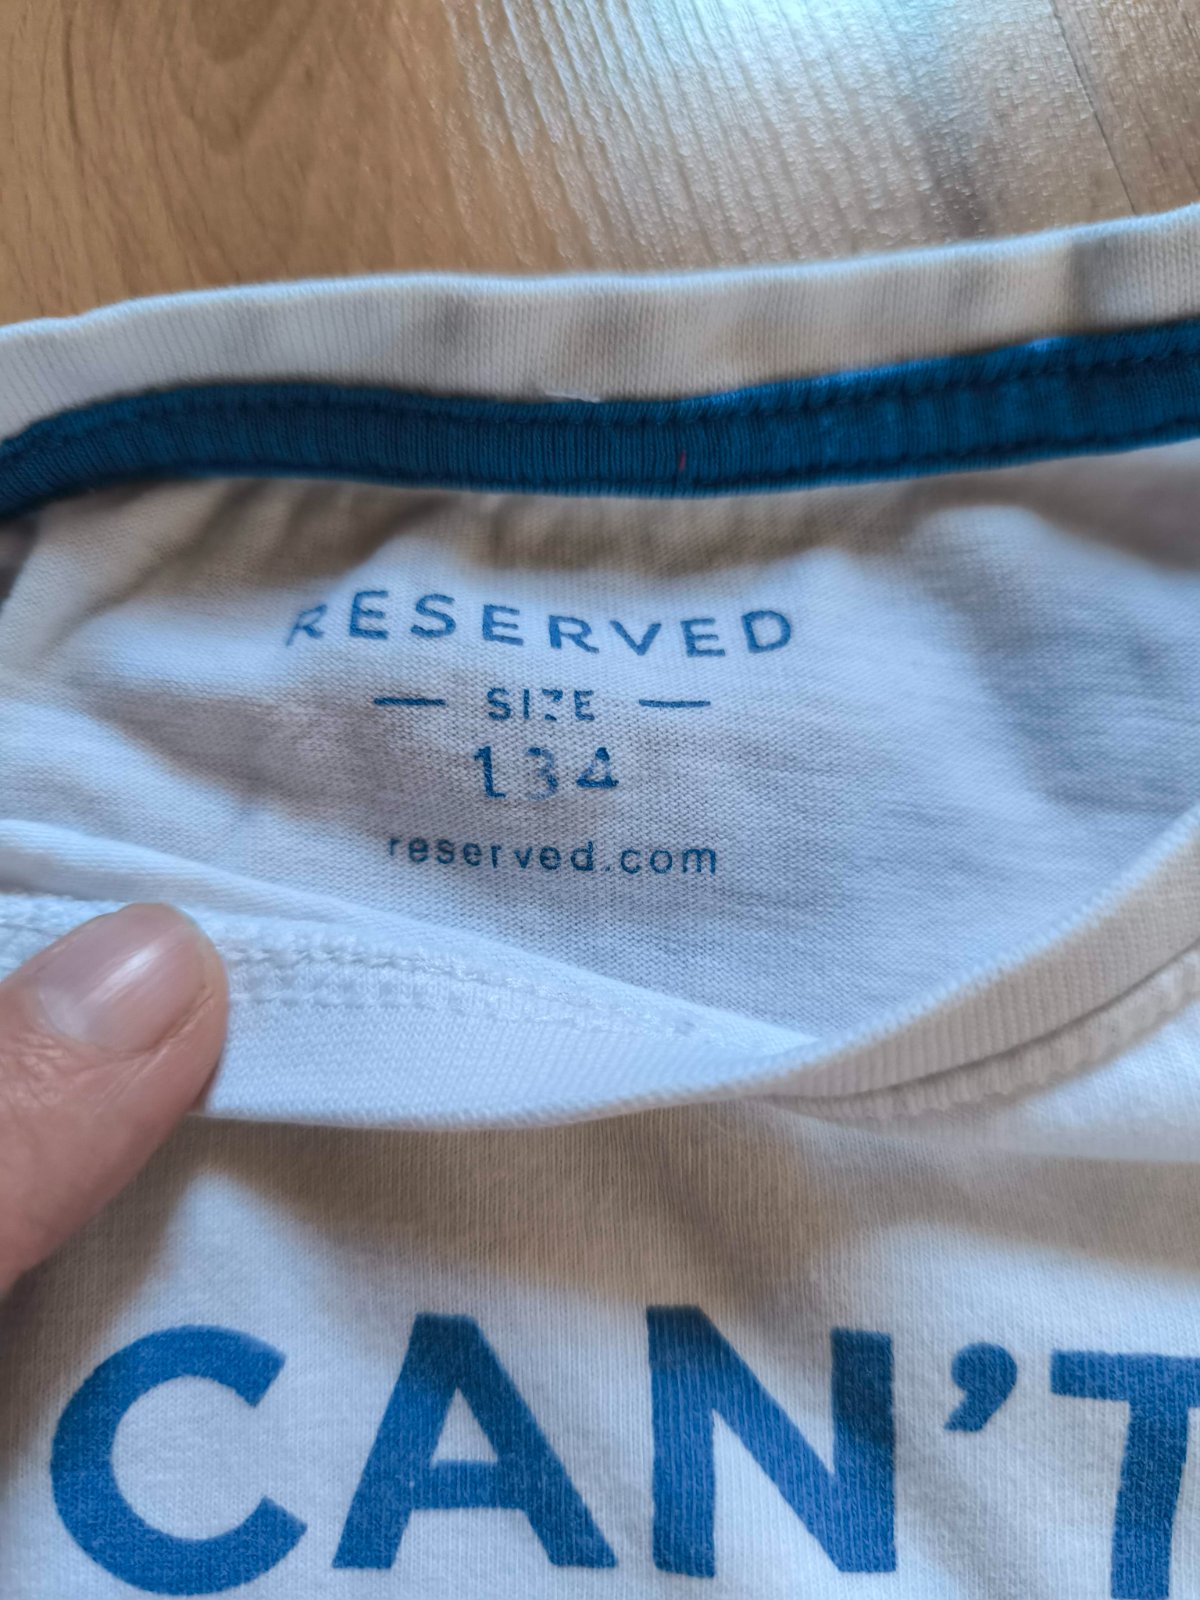 RESERVED
— SIZE —
134
reserved.com
CAN'T